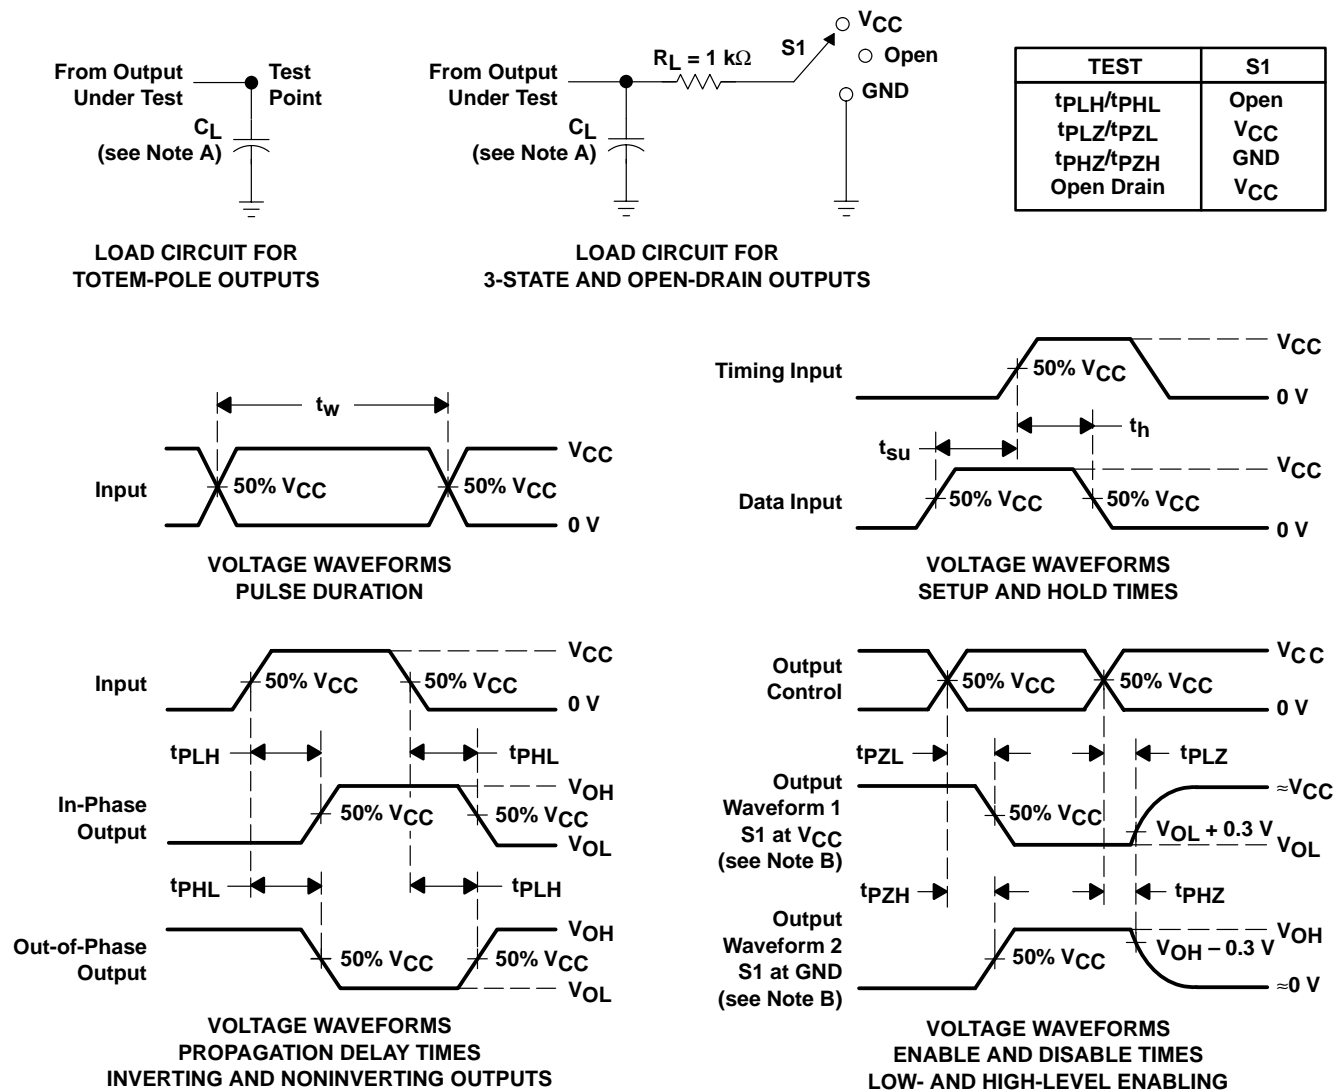 From Output
Under Test
Test
Point
CL
(see Note A)
LOAD CIRCUIT FOR
TOTEM-POLE OUTPUTS
From Output
Under Test
RL = 1 kΩ
S1
VCC
Open
GND
CL
(see Note A)
LOAD CIRCUIT FOR
3-STATE AND OPEN-DRAIN OUTPUTS
TEST S1
tPLH/tPHL Open
tPLZ/tPZL VCC
tPHZ/tPZH GND
Open Drain VCC
tw
Input
50% VCC 50% VCC
VCC
0 V
VOLTAGE WAVEFORMS
PULSE DURATION
Timing Input
50% VCC
VCC
0 V
th
tsu
Data Input
50% VCC 50% VCC
VCC
0 V
VOLTAGE WAVEFORMS
SETUP AND HOLD TIMES
Input
50% VCC 50% VCC
VCC
0 V
tPLH tPHL
In-Phase
Output
50% VCC 50% VCC
VOH
VOL
tPHL tPLH
Out-of-Phase
Output
50% VCC 50% VCC
VOH
VOL
VOLTAGE WAVEFORMS
PROPAGATION DELAY TIMES
INVERTING AND NONINVERTING OUTPUTS
Output
Control
50% VCC 50% VCC
VCC
0 V
tPZL tPLZ
Output
Waveform 1
S1 at VCC
(see Note B)
50% VCC
≈VCC
VOL + 0.3 V
VOL
tPZH tPHZ
Output
Waveform 2
S1 at GND
(see Note B)
50% VCC
VOH
VOH – 0.3 V
≈0 V
VOLTAGE WAVEFORMS
ENABLE AND DISABLE TIMES
LOW- AND HIGH-LEVEL ENABLING